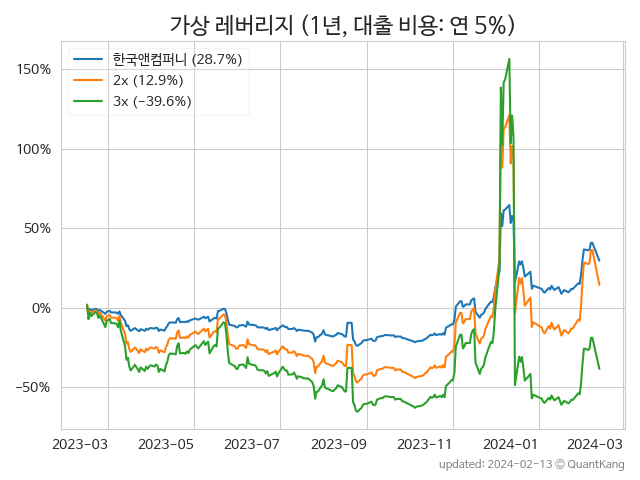 가상 레버리지 (1년, 대출 비용: 연 5%)
한국앤컴퍼니 (28.7%)
2x (12.9%)
3x (−39.6%)
150%
100%
50%
0%
−50%
2023-03 2023-05 2023-07 2023-09 2023-11 2024-01 2024-03
updated: 2024-02-13 ⓒ QuantKang